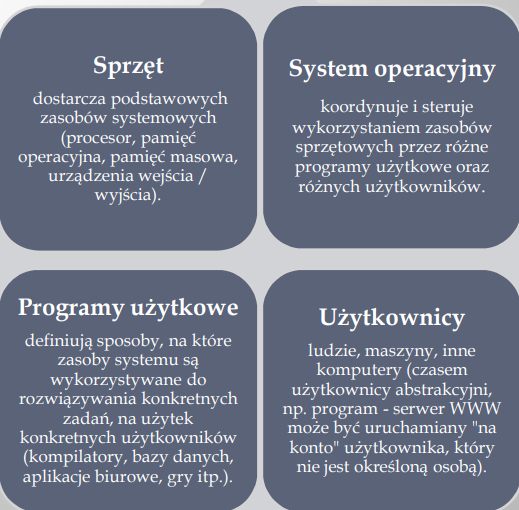 Sprzęt
dostarcza podstawowych
zasobów systemowych
(procesor, pamięć
operacyjna, pamięć masowa,
urządzenia wejścia /
wyjścia).
System operacyjny
koordynuje i steruje
wykorzystaniem zasobów
sprzętowych przez różne
programy użytkowe oraz
różnych użytkowników.
Programy użytkowe
definiują sposoby, na które
zasoby systemu są
wykorzystywane do
rozwiązywania konkretnych
zadań, na użytek
konkretnych użytkowników
(kompilatory, bazy danych,
aplikacje biurowe, gry itp.).
Użytkownicy
ludzie, maszyny, inne
komputery (czasem
użytkownicy abstrakcyjni,
np. program - serwer WWW
może być uruchamiany "na
konto" użytkownika, który
nie jest określoną osobą).